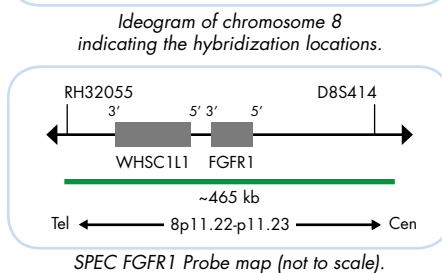 Ideogram of chromosome 8
indicating the hybridization locations.
RH32055 D8S414
3’ 5’ 3’ 5’
WHSC1L1 FGFR1
~465 kb
Tel 8p11.22-p11.23 Cen
SPEC FGFR1 Probe map (not to scale).